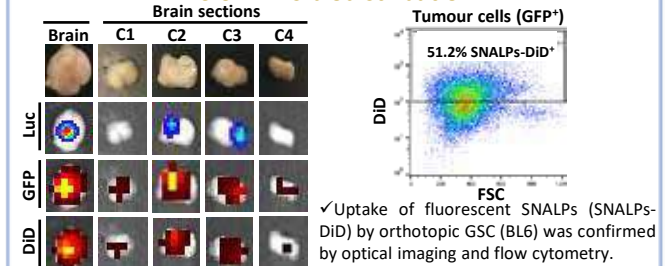 Brain sections
Brain C1 C2 C3 C4
Luc
GFP
DiD
Tumour cells (GFP⁺)
51.2% SNALPs-DiD⁺
DiD
FSC
✓Uptake of fluorescent SNALPs (SNALPs-
DiD) by orthotopic GSC (BL6) was confirmed
by optical imaging and flow cytometry.